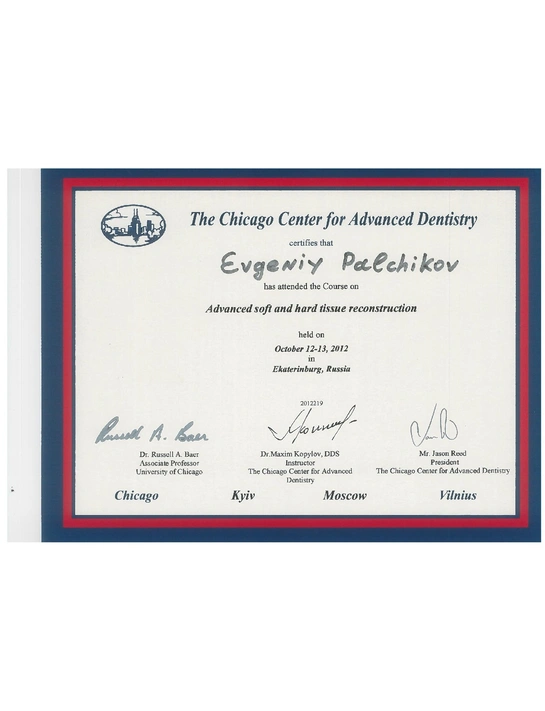 The Chicago Center for Advanced Dentistry
certifies that
Evgeniy Palchikov
has attended the Course on
Advanced soft and hard tissue reconstruction
held on
October 12-13, 2012
in
Ekaterinburg, Russia
2012219
Russell A. Baer
Dr. Russell A. Baer
Associate Professor
University of Chicago
Dr.Maxim Kopylov, DDS
Instructor
The Chicago Center for Advanced
Dentistry
Mr. Jason Reed
President
The Chicago Center for Advanced Dentistry
Chicago Kyiv Moscow Vilnius